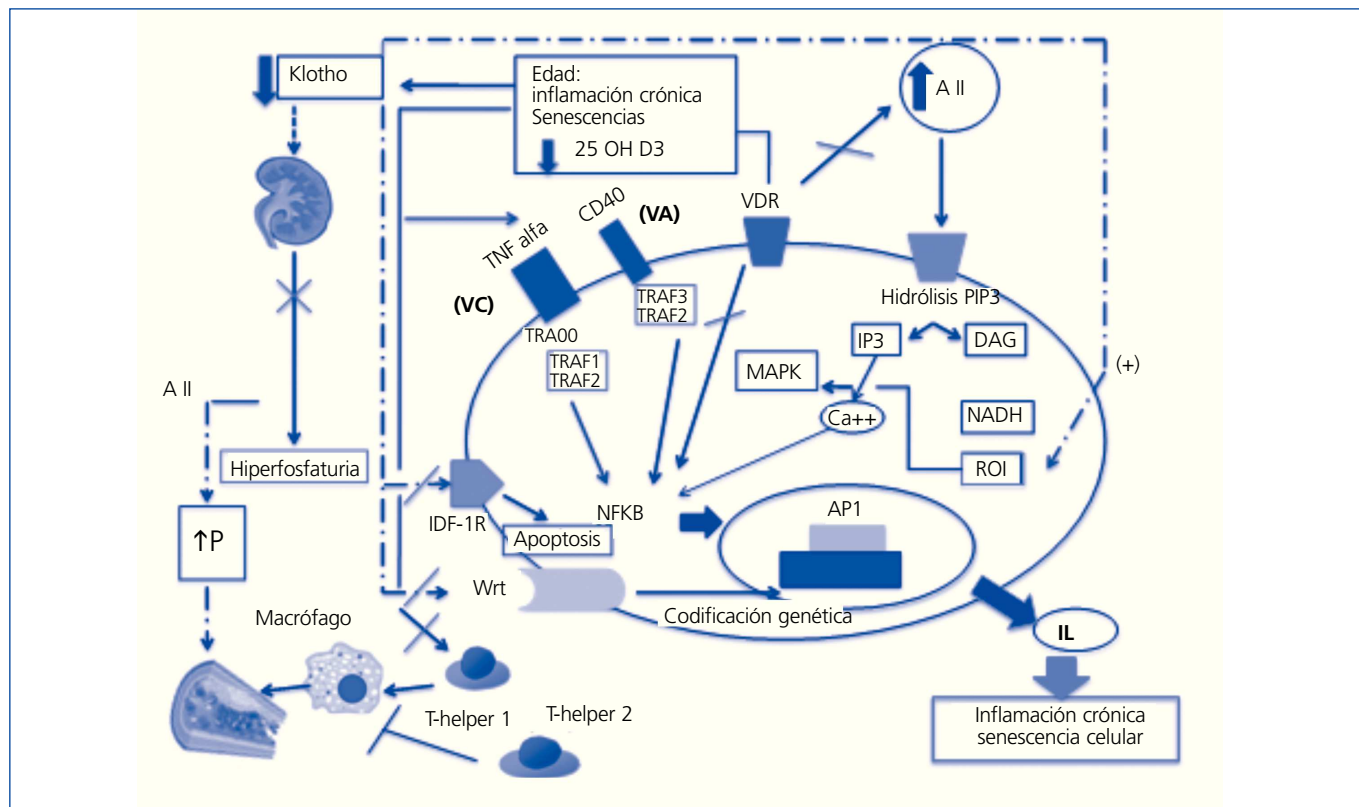 Klotho
Edad:
inflamación crónica
Senescencias
25 OH D3
A II
TNF alfa
CD40
(VA)
VDR
(VC)
TRAF3
TRAF2
Hidrólisis PIP3
TRA00
TRAF1
TRAF2
IP3
DAG
MAPK
(+)
Ca++
NADH
ROI
A II
Hiperfosfaturia
↑P
IDF-1R
NFKB
Apoptosis
AP1
Wrt
Codificación genética
Macrófago
IL
T-helper 1
T-helper 2
Inflamación crónica
senescencia celular